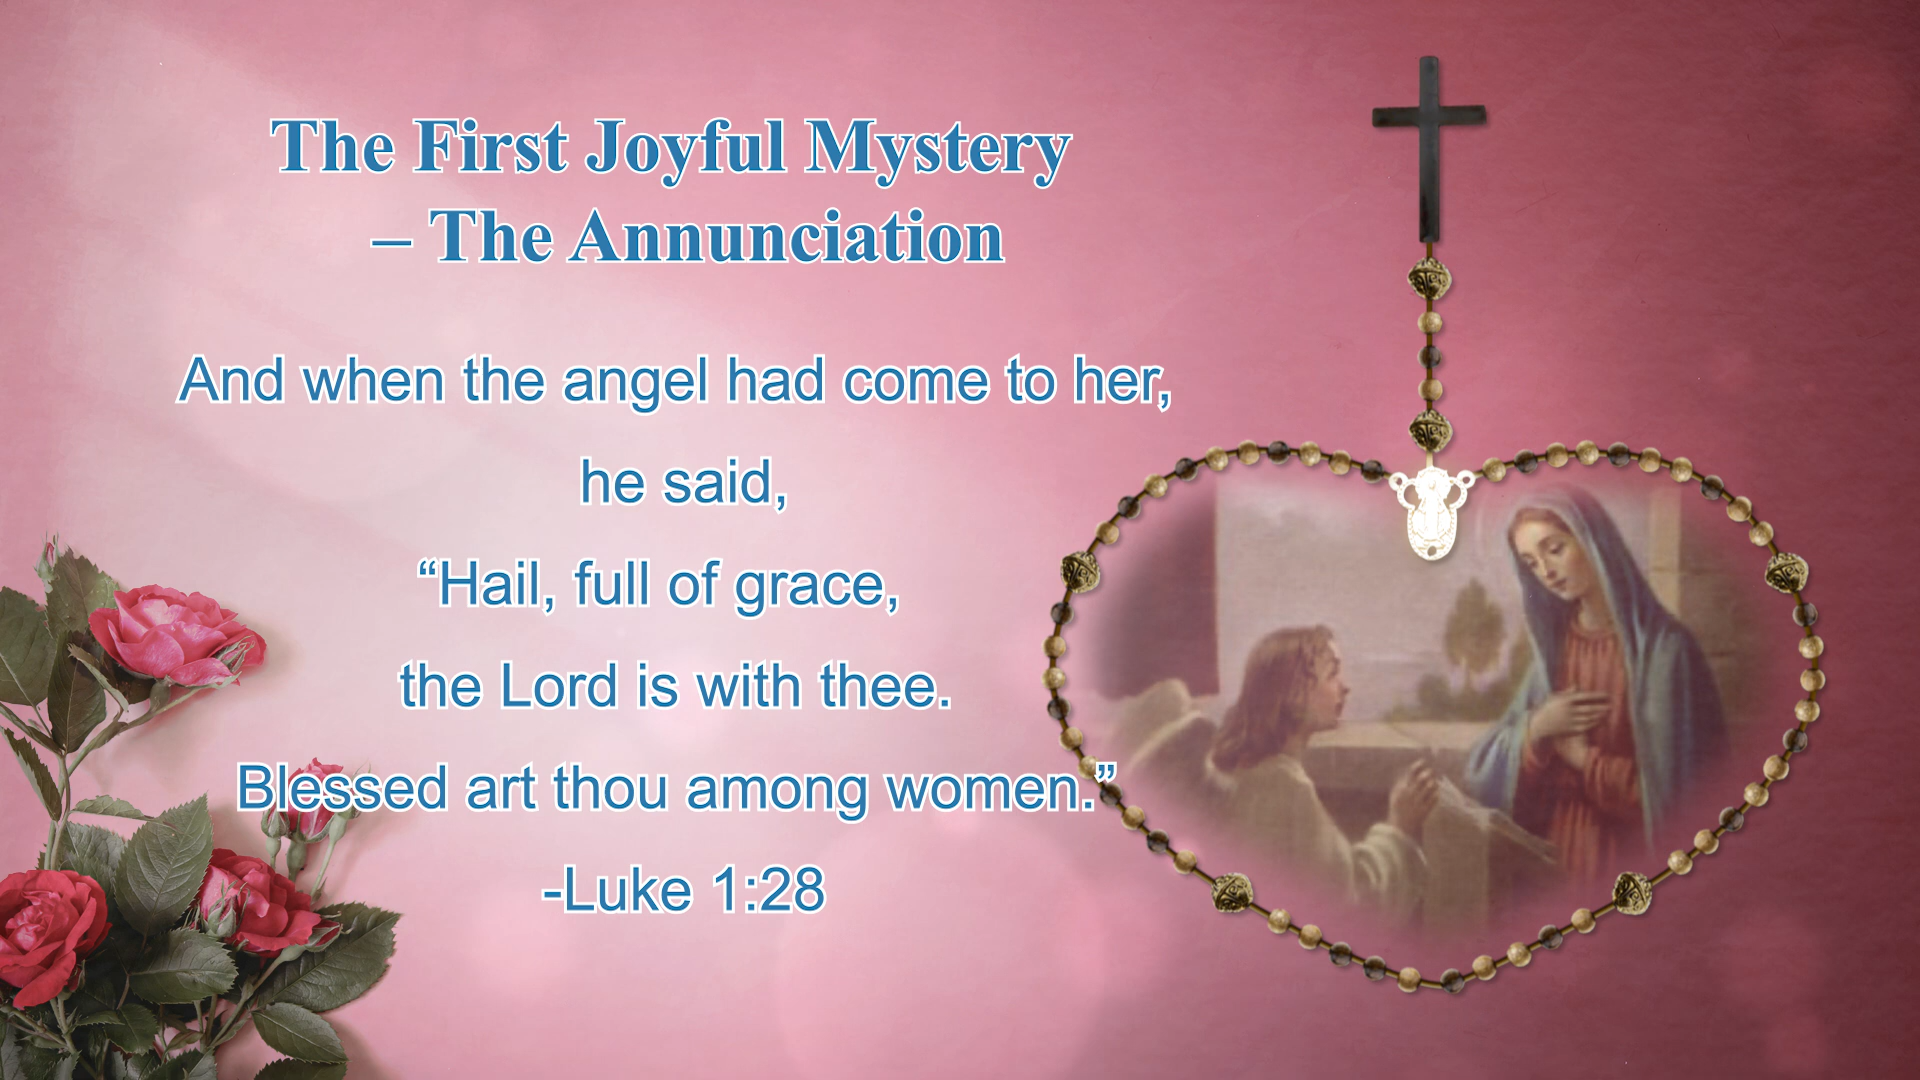 The First Joyful Mystery
– The Annunciation
And when the angel had come to her,
he said,
“Hail, full of grace,
the Lord is with thee.
Blessed art thou among women.”
-Luke 1:28